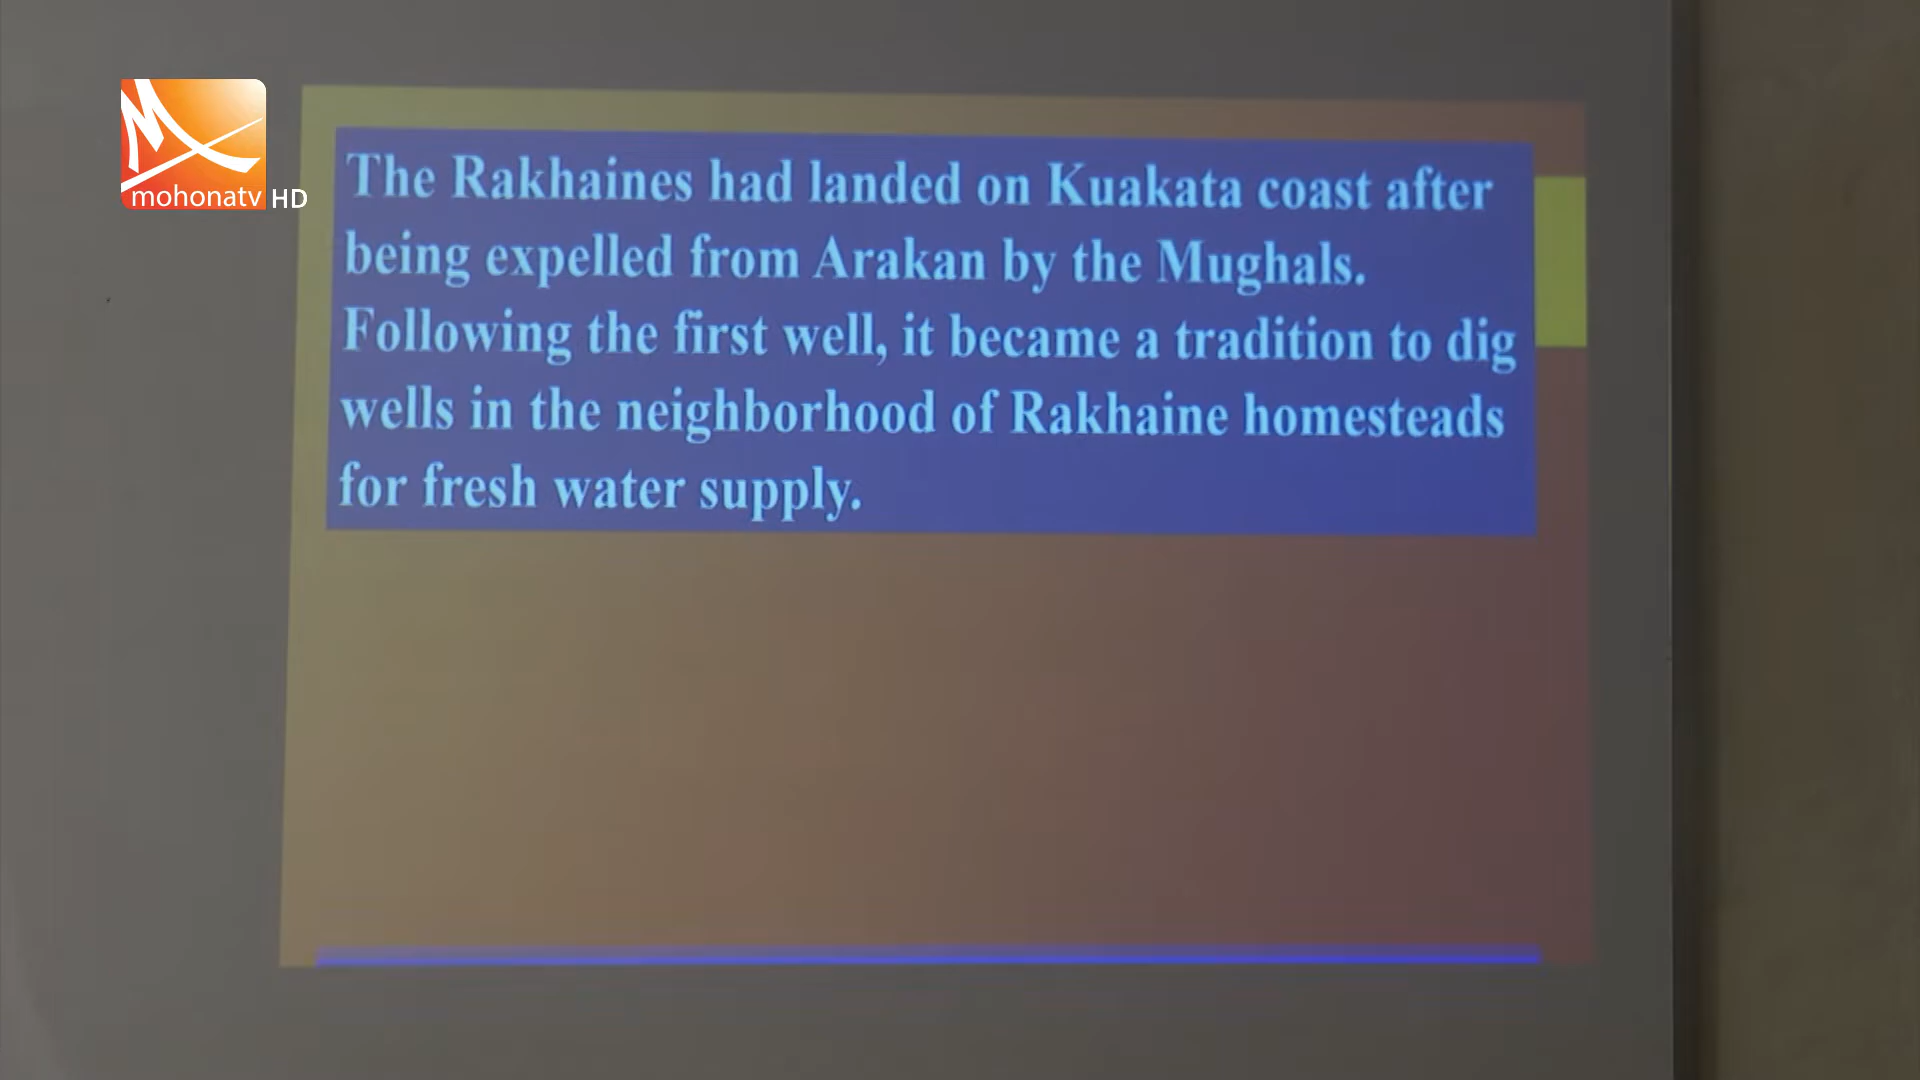 mohonatv HD
The Rakhaines had landed on Kuakata coast after
being expelled from Arakan by the Mughals.
Following the first well, it became a tradition to dig
wells in the neighborhood of Rakhaine homesteads
for fresh water supply.